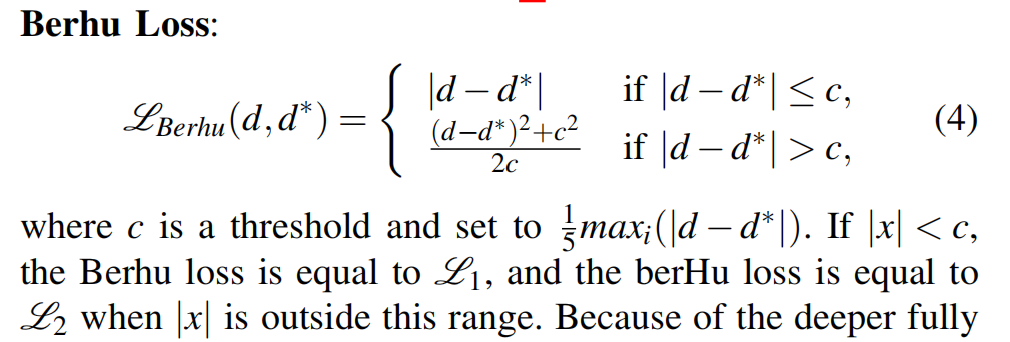 Berhu Loss:
ℒ_Berhu(d, d*) = { |d − d*| if |d − d*| ≤ c,
((d−d*)²+c²)/2c if |d − d*| > c, (4)
where c is a threshold and set to 1/5 max_i(|d − d*|). If |x| < c,
the Berhu loss is equal to ℒ₁, and the berHu loss is equal to
ℒ₂ when |x| is outside this range. Because of the deeper fully